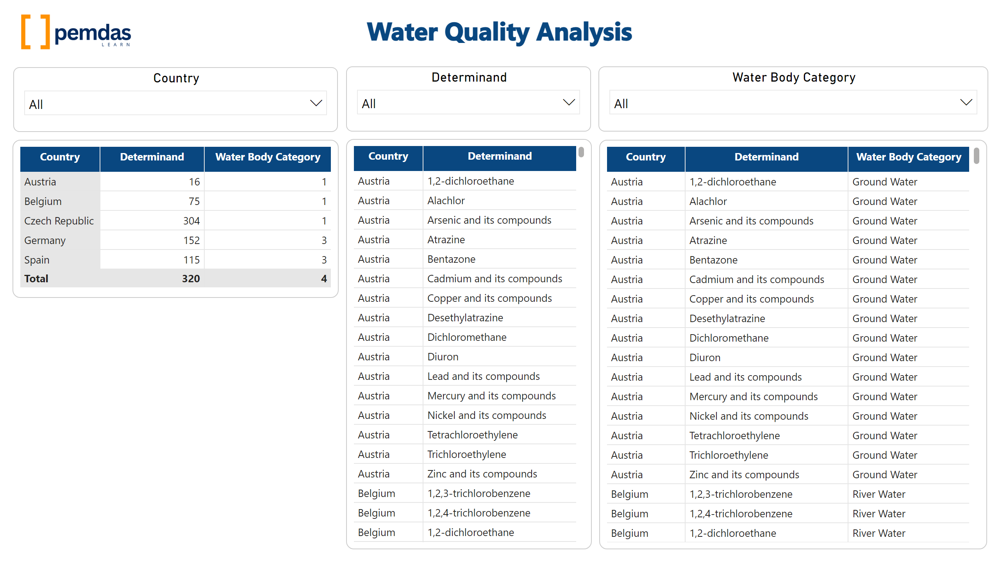 [ ] pemdas
LEARN
Water Quality Analysis
Country
All
Determinand
All
Water Body Category
All
Country Determinand Water Body Category
Austria 16 1
Belgium 75 1
Czech Republic 304 1
Germany 152 3
Spain 115 3
Total 320 4
Country Determinand
Austria 1,2-dichloroethane
Austria Alachlor
Austria Arsenic and its compounds
Austria Atrazine
Austria Bentazone
Austria Cadmium and its compounds
Austria Copper and its compounds
Austria Desethylatrazine
Austria Dichloromethane
Austria Diuron
Austria Lead and its compounds
Austria Mercury and its compounds
Austria Nickel and its compounds
Austria Tetrachloroethylene
Austria Trichloroethylene
Austria Zinc and its compounds
Belgium 1,2,3-trichlorobenzene
Belgium 1,2,4-trichlorobenzene
Belgium 1,2-dichloroethane
Country Determinand Water Body Category
Austria 1,2-dichloroethane Ground Water
Austria Alachlor Ground Water
Austria Arsenic and its compounds Ground Water
Austria Atrazine Ground Water
Austria Bentazone Ground Water
Austria Cadmium and its compounds Ground Water
Austria Copper and its compounds Ground Water
Austria Desethylatrazine Ground Water
Austria Dichloromethane Ground Water
Austria Diuron Ground Water
Austria Lead and its compounds Ground Water
Austria Mercury and its compounds Ground Water
Austria Nickel and its compounds Ground Water
Austria Tetrachloroethylene Ground Water
Austria Trichloroethylene Ground Water
Austria Zinc and its compounds Ground Water
Belgium 1,2,3-trichlorobenzene River Water
Belgium 1,2,4-trichlorobenzene River Water
Belgium 1,2-dichloroethane River Water